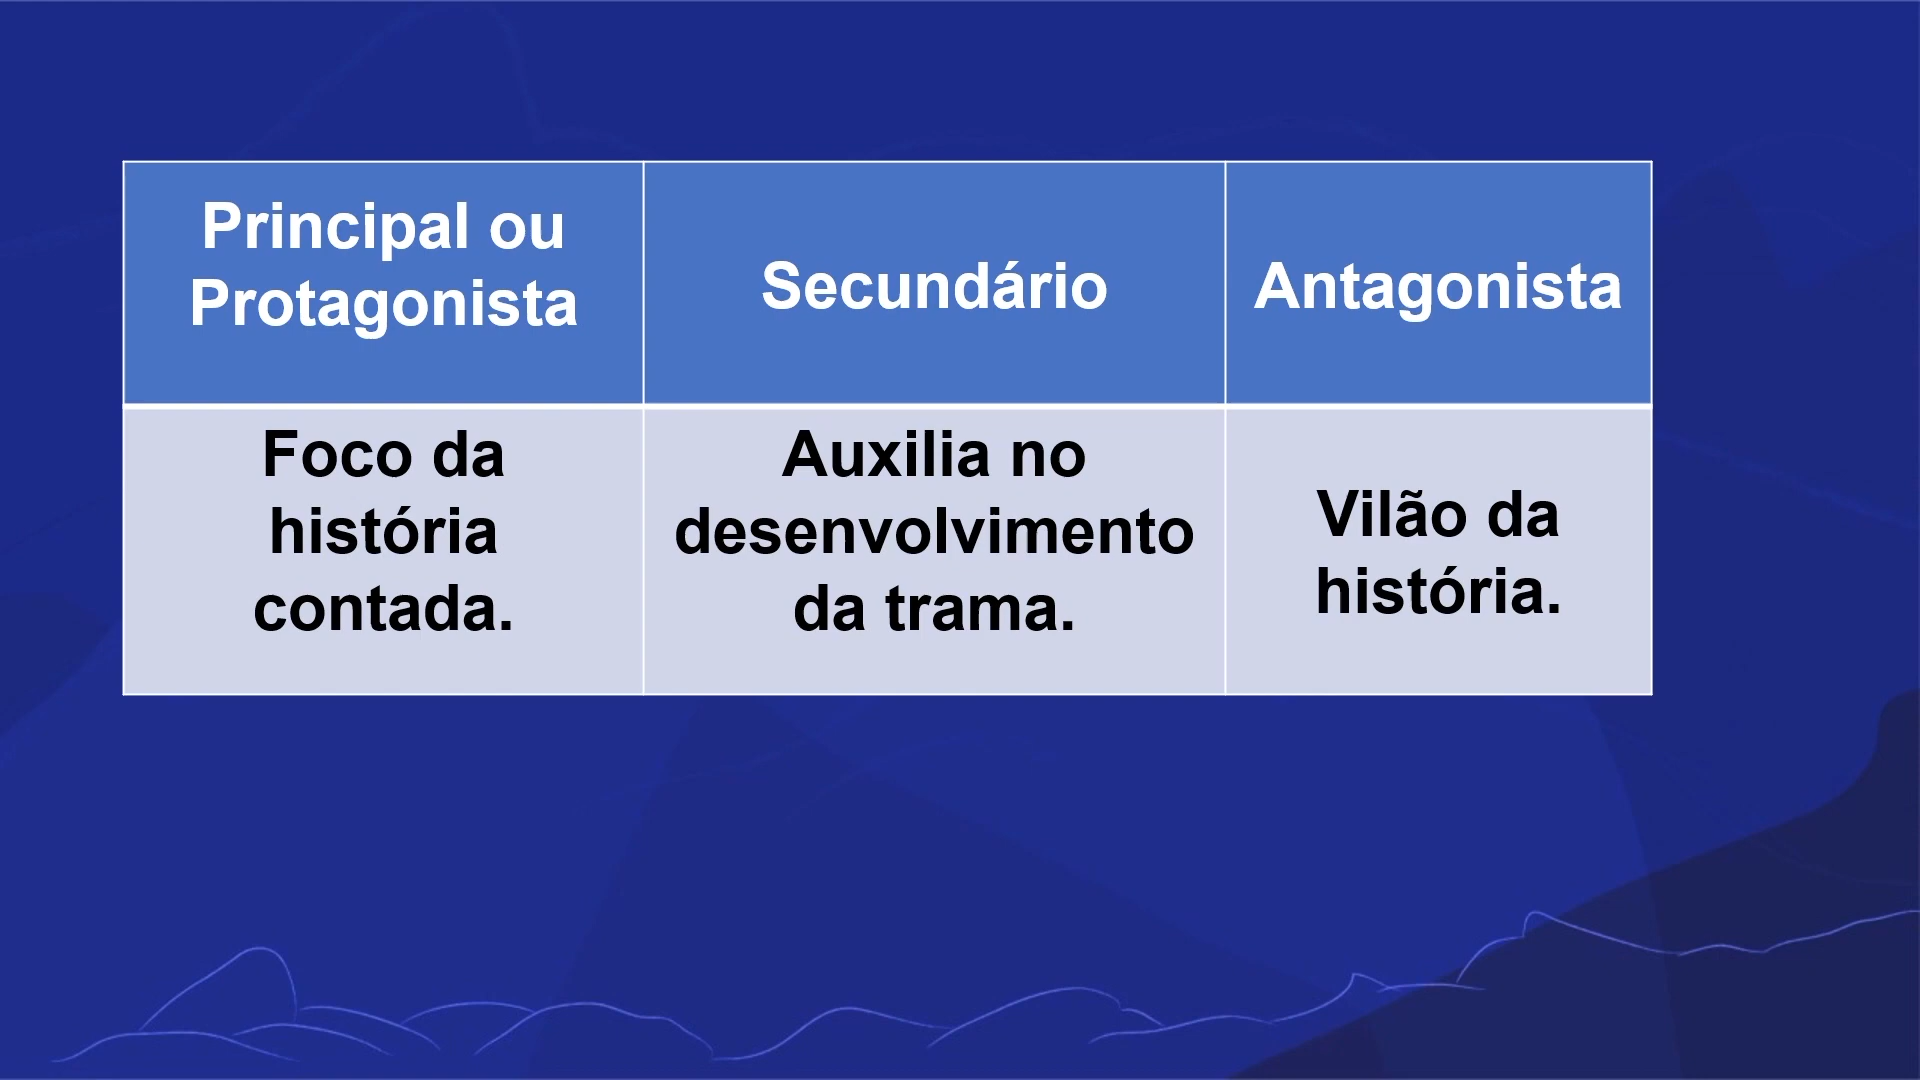 Principal ou
Protagonista
Secundário
Antagonista
Foco da
história
contada.
Auxilia no
desenvolvimento
da trama.
Vilão da
história.